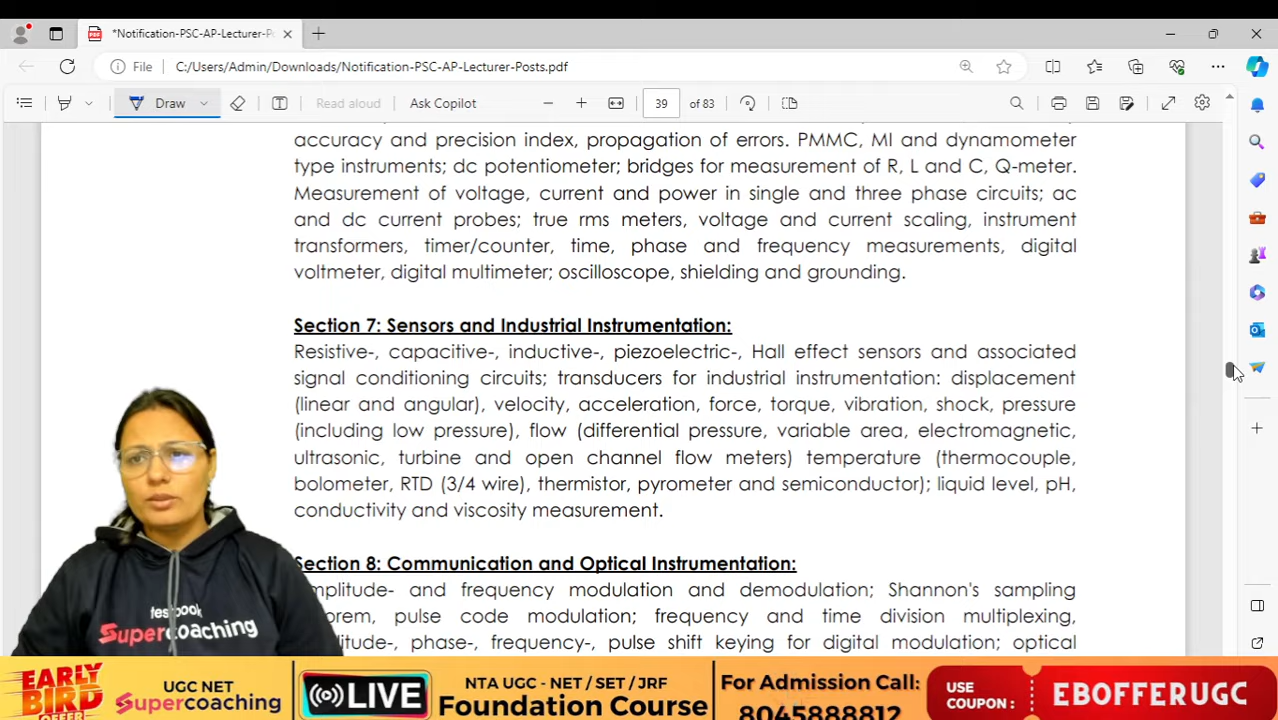 *Notification-PSC-AP-Lecturer-P
File C:/Users/Admin/Downloads/Notification-PSC-AP-Lecturer-Posts.pdf
Draw Read aloud Ask Copilot 39 of 83
accuracy and precision index, propagation of errors. PMMC, MI and dynamometer
type instruments; dc potentiometer; bridges for measurement of R, L and C, Q-meter.
Measurement of voltage, current and power in single and three phase circuits; ac
and dc current probes; true rms meters, voltage and current scaling, instrument
transformers, timer/counter, time, phase and frequency measurements, digital
voltmeter, digital multimeter; oscilloscope, shielding and grounding.
Section 7: Sensors and Industrial Instrumentation:
Resistive-, capacitive-, inductive-, piezoelectric-, Hall effect sensors and associated
signal conditioning circuits; transducers for industrial instrumentation: displacement
(linear and angular), velocity, acceleration, force, torque, vibration, shock, pressure
(including low pressure), flow (differential pressure, variable area, electromagnetic,
ultrasonic, turbine and open channel flow meters) temperature (thermocouple,
bolometer, RTD (3/4 wire), thermistor, pyrometer and semiconductor); liquid level, pH,
conductivity and viscosity measurement.
Section 8: Communication and Optical Instrumentation:
mplitude- and frequency modulation and demodulation; Shannon's sampling
orem, pulse code modulation; frequency and time division multiplexing,
litude-, phase-, frequency-, pulse shift keying for digital modulation; optical
testbook
Supercoaching
EARLY
BIRD
OFFER
UGC NET
Supercoaching
LIVE
NTA UGC - NET / SET / JRF
Foundation Course
For Admission Call:
8045888812
USE
COUPON :
EBOFFERUGC